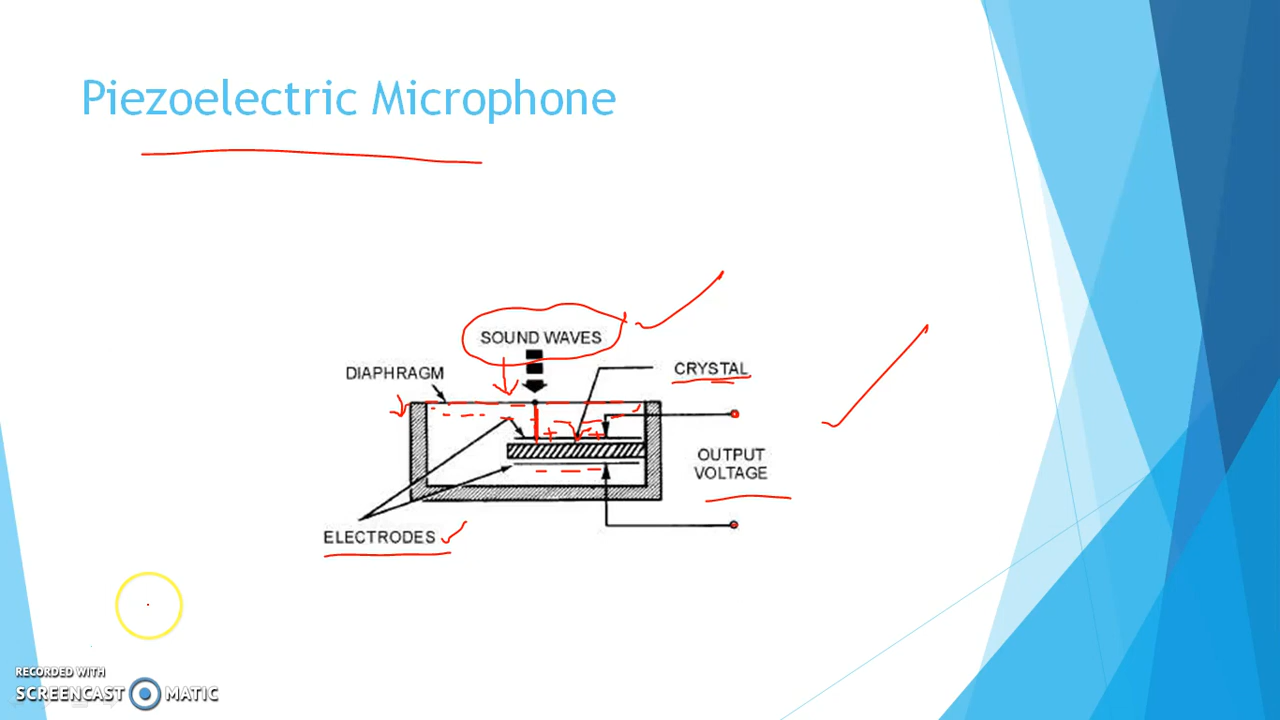 Piezoelectric Microphone
SOUND WAVES
DIAPHRAGM
CRYSTAL
+ +
OUTPUT
VOLTAGE
ELECTRODES
RECORDED WITH
SCREENCAST MATIC